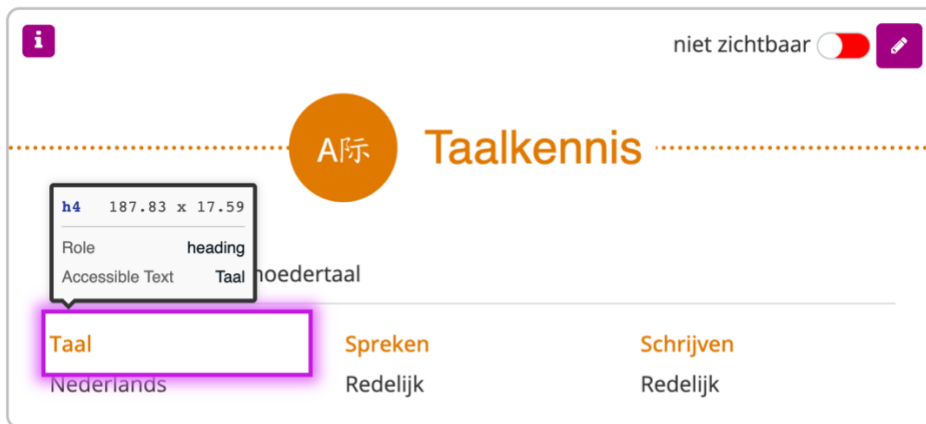 niet zichtbaar
A际
Taalkennis
h4 187.83 x 17.59
Role heading
Accessible Text Taal
Taal Spreken Schrijven
Nederlands Redelijk Redelijk